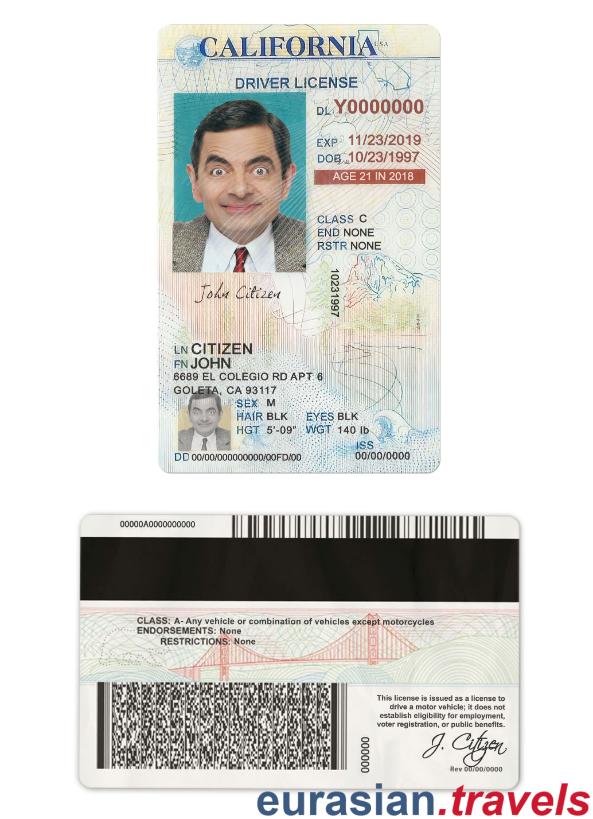 CALIFORNIA USA
DRIVER LICENSE
DL Y0000000
EXP 11/23/2019
DOB 10/23/1997
AGE 21 IN 2018
CLASS C
END NONE
RSTR NONE
10231997
John Citizen
LN CITIZEN
FN JOHN
6689 EL COLEGIO RD APT 6
GOLETA, CA 93117
SEX M
HAIR BLK EYES BLK
HGT 5'-09" WGT 140 lb
ISS
DD 00/00/000000000/00FD/00 00/00/0000
00000A0000000000
CLASS: A- Any vehicle or combination of vehicles except motorcycles
ENDORSEMENTS: None
RESTRICTIONS: None
This license is issued as a license to
drive a motor vehicle; it does not
establish eligibility for employment,
voter registration, or public benefits.
000000
J. Citizen
Rev 00/00/0000
eurasian.travels